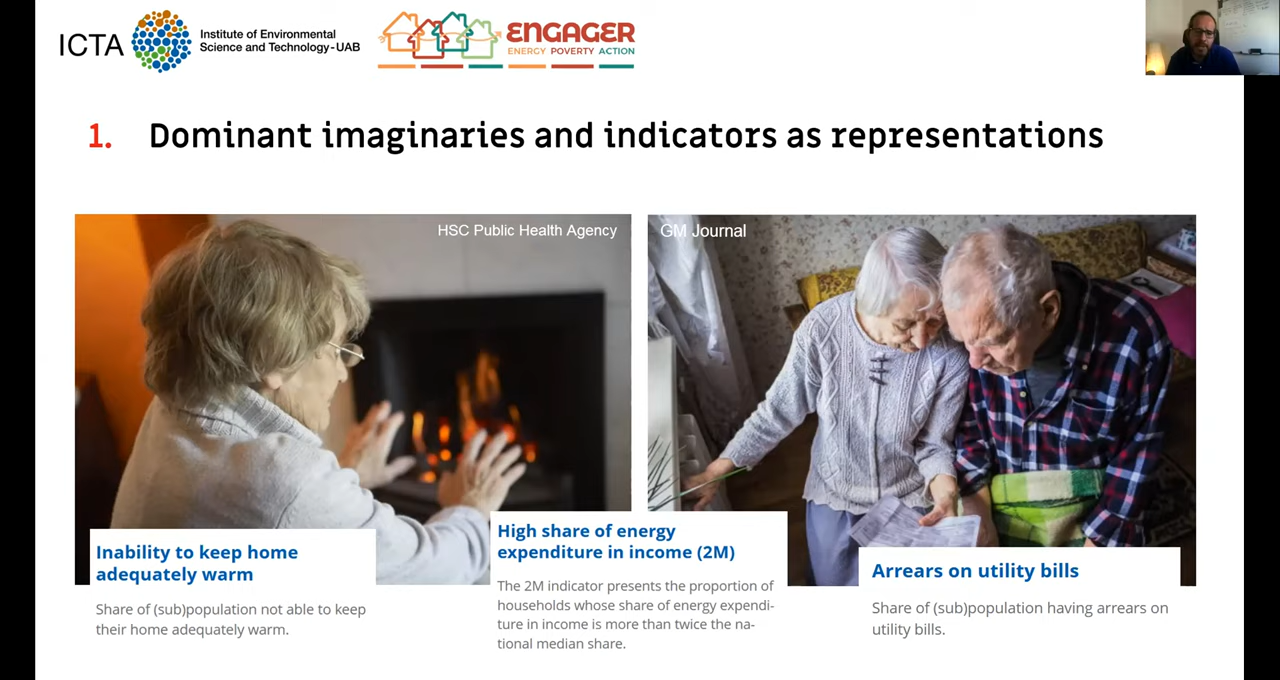 ICTA
Institute of Environmental
Science and Technology-UAB
ENGAGER
ENERGY POVERTY ACTION
1. Dominant imaginaries and indicators as representations
HSC Public Health Agency
GM Journal
Inability to keep home
adequately warm
Share of (sub)population not able to keep
their home adequately warm.
High share of energy
expenditure in income (2M)
The 2M indicator presents the proportion of
households whose share of energy expendi-
ture in income is more than twice the na-
tional median share.
Arrears on utility bills
Share of (sub)population having arrears on
utility bills.